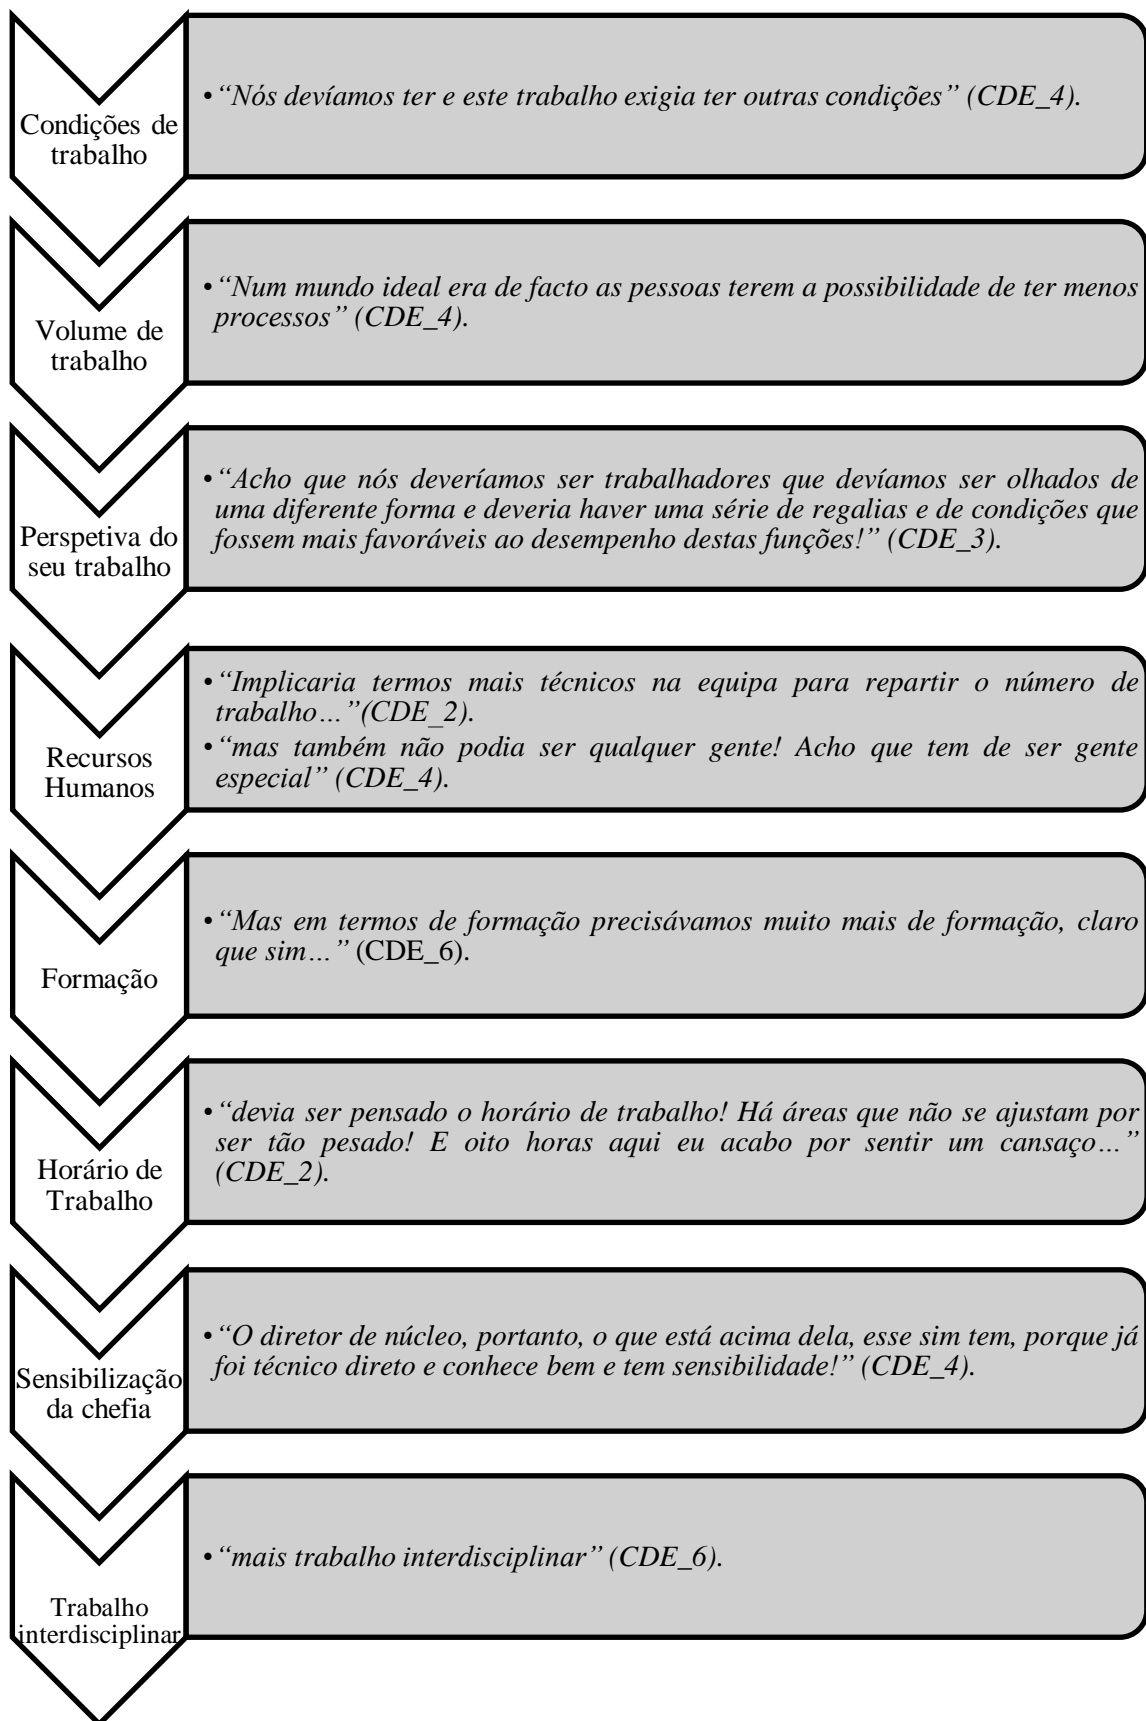 Condições de
trabalho
•“Nós devíamos ter e este trabalho exigia ter outras condições” (CDE_4).
Volume de
trabalho
•“Num mundo ideal era de facto as pessoas terem a possibilidade de ter menos
processos” (CDE_4).
Perspetiva do
seu trabalho
•“Acho que nós deveríamos ser trabalhadores que devíamos ser olhados de
uma diferente forma e deveria haver uma série de regalias e de condições que
fossem mais favoráveis ao desempenho destas funções!” (CDE_3).
Recursos
Humanos
•“Implicaria termos mais técnicos na equipa para repartir o número de
trabalho…”(CDE_2).
•“mas também não podia ser qualquer gente! Acho que tem de ser gente
especial” (CDE_4).
Formação
•“Mas em termos de formação precisávamos muito mais de formação, claro
que sim…” (CDE_6).
Horário de
Trabalho
•“devia ser pensado o horário de trabalho! Há áreas que não se ajustam por
ser tão pesado! E oito horas aqui eu acabo por sentir um cansaço…”
(CDE_2).
Sensibilização
da chefia
•“O diretor de núcleo, portanto, o que está acima dela, esse sim tem, porque já
foi técnico direto e conhece bem e tem sensibilidade!” (CDE_4).
Trabalho
interdisciplinar
•“mais trabalho interdisciplinar” (CDE_6).